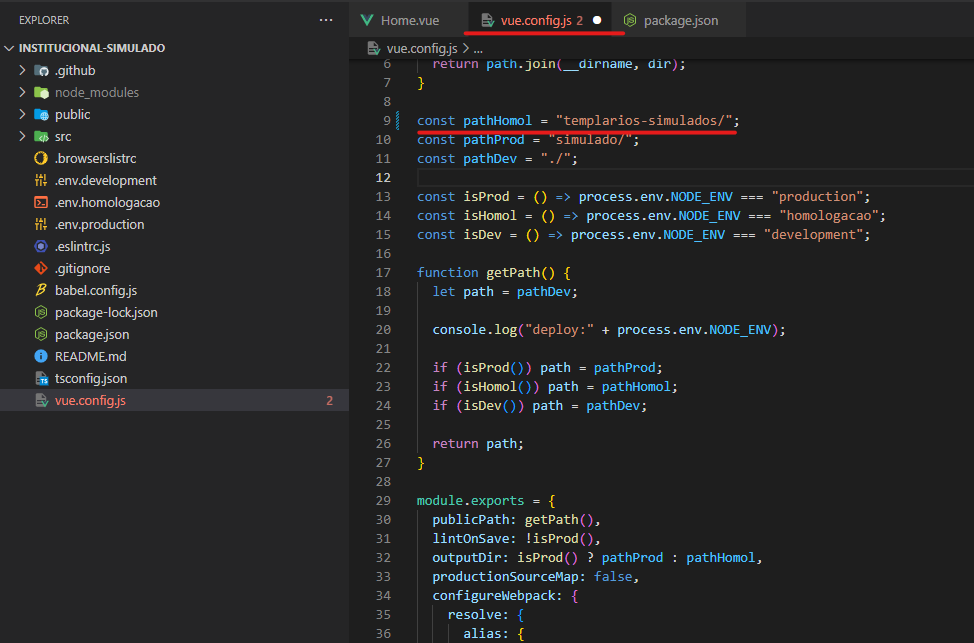 EXPLORER
INSTITUCIONAL-SIMULADO
.github
node_modules
public
src
.browserslistrc
.env.development
.env.homologacao
.env.production
.eslintrc.js
.gitignore
babel.config.js
package-lock.json
package.json
README.md
tsconfig.json
vue.config.js 2
Home.vue
vue.config.js 2
package.json
vue.config.js > ...
6 return path.join(__dirname, dir);
7 }
8
9 const pathHomol = "templarios-simulados/";
10 const pathProd = "simulado/";
11 const pathDev = "./";
12
13 const isProd = () => process.env.NODE_ENV === "production";
14 const isHomol = () => process.env.NODE_ENV === "homologacao";
15 const isDev = () => process.env.NODE_ENV === "development";
16
17 function getPath() {
18 let path = pathDev;
19
20 console.log("deploy:" + process.env.NODE_ENV);
21
22 if (isProd()) path = pathProd;
23 if (isHomol()) path = pathHomol;
24 if (isDev()) path = pathDev;
25
26 return path;
27 }
28
29 module.exports = {
30 publicPath: getPath(),
31 lintOnSave: !isProd(),
32 outputDir: isProd() ? pathProd : pathHomol,
33 productionSourceMap: false,
34 configureWebpack: {
35 resolve: {
36 alias: {